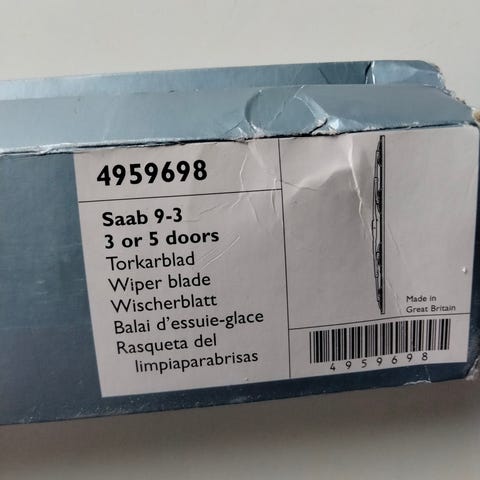 4959698
Saab 9-3
3 or 5 doors
Torkarblad
Wiper blade
Wischerblatt
Balai d'essuie-glace
Rasqueta del
limpiaparabrisas
Made in
Great Britain
4959698